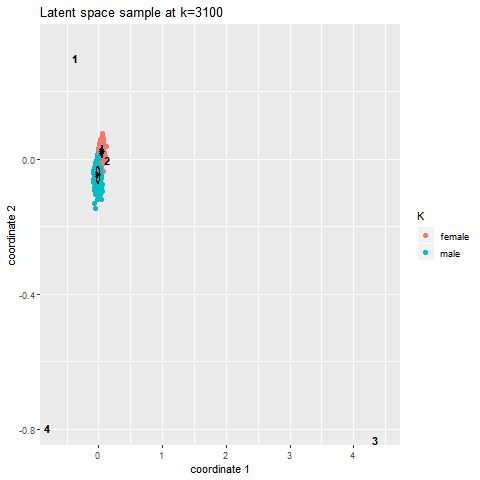 Latent space sample at k=3100
1
2
3
4
0.0
-0.4
-0.8
coordinate 2
0
1
2
3
4
coordinate 1
K
female
male